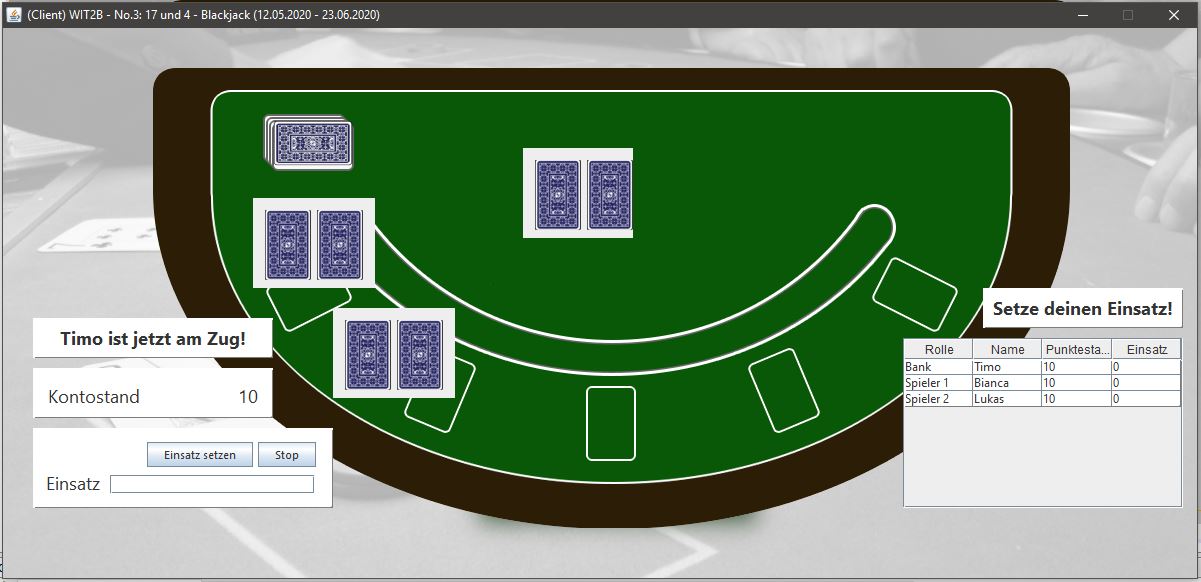 (Client) WIT2B - No.3: 17 und 4 - Blackjack (12.05.2020 - 23.06.2020)
Setze deinen Einsatz!
Timo ist jetzt am Zug!
Kontostand 10
Einsatz setzen Stop
Einsatz
Rolle Name Punktesta... Einsatz
Bank Timo 10 0
Spieler 1 Bianca 10 0
Spieler 2 Lukas 10 0